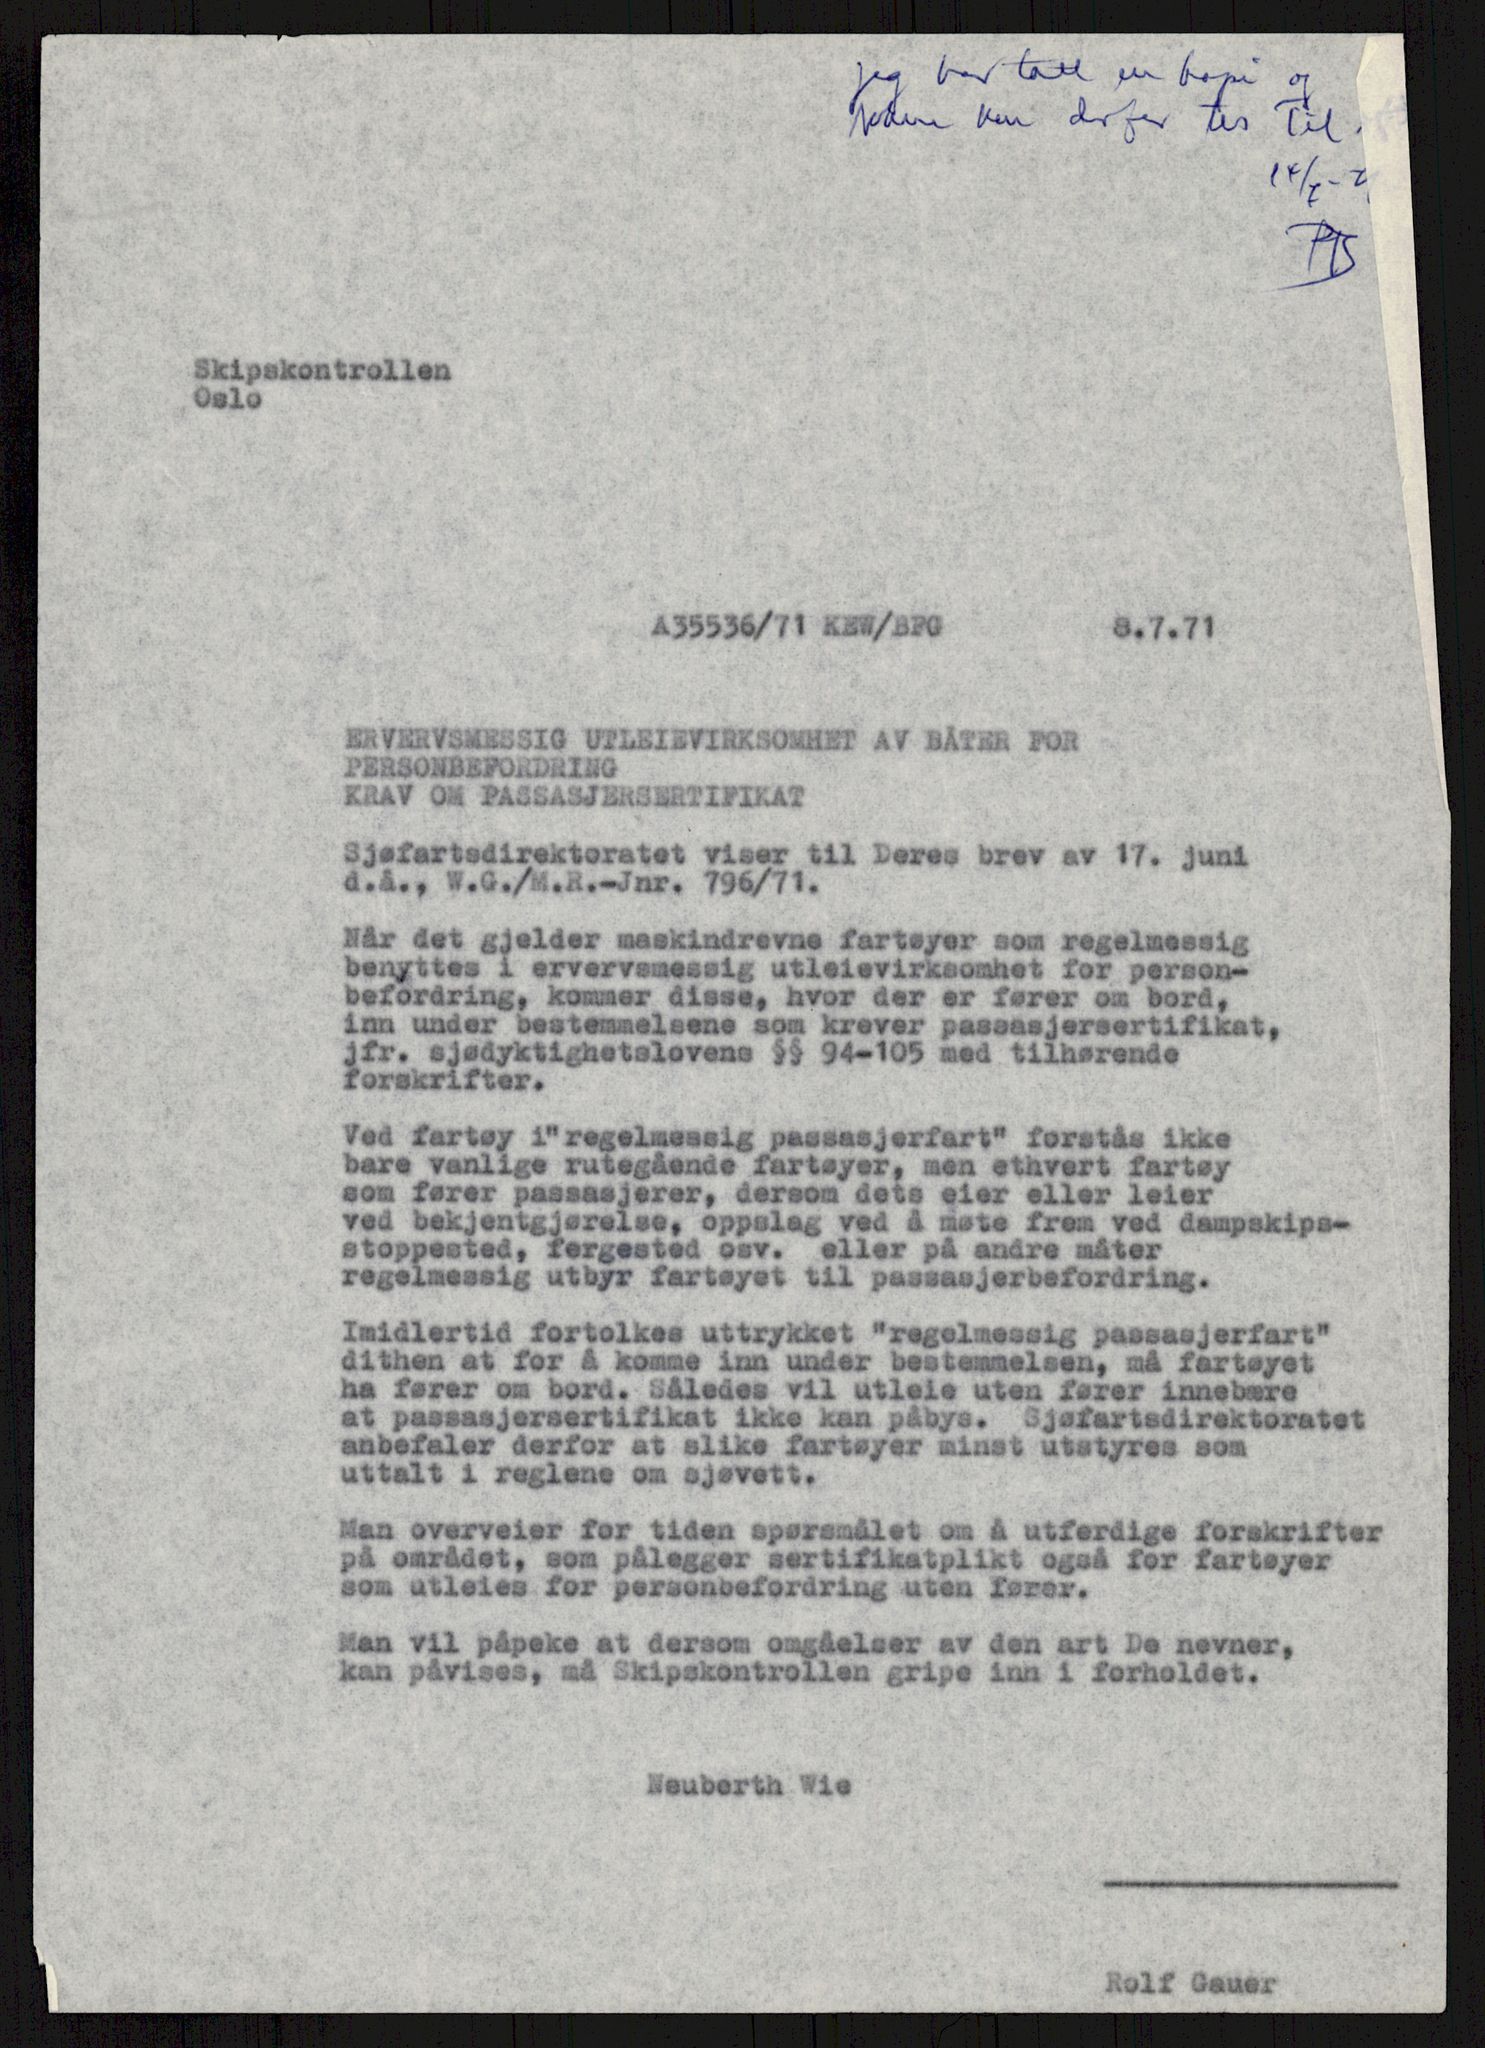 jeg har tatt en kopi og
denne kan derfor tas til
14/7-7
Skipskontrollen
Oslo
A35536/71 KEW/BFG 8.7.71
ERVERVSMESSIG UTLEIEVIRKSOMHET AV BÅTER FOR
PERSONBEFORDRING
KRAV OM PASSASJERSERTIFIKAT
Sjøfartsdirektoratet viser til Deres brev av 17. juni
d.å., W.G./M.R.-Jnr. 796/71.
Når det gjelder maskindrevne fartøyer som regelmessig
benyttes i ervervsmessig utleievirksomhet for person-
befordring, kommer disse, hvor der er fører om bord,
inn under bestemmelsene som krever passasjersertifikat,
jfr. sjødyktighetslovens §§ 94-105 med tilhørende
forskrifter.
Ved fartøy i"regelmessig passasjerfart" forstås ikke
bare vanlige rutegående fartøyer, men ethvert fartøy
som fører passasjerer, dersom dets eier eller leier
ved bekjentgjørelse, oppslag ved å møte frem ved dampskips-
stoppested, fergested osv. eller på andre måter
regelmessig utbyr fartøyet til passasjerbefordring.
Imidlertid fortolkes uttrykket "regelmessig passasjerfart"
dithen at for å komme inn under bestemmelsen, må fartøyet
ha fører om bord. Således vil utleie uten fører innebære
at passasjersertifikat ikke kan påbys. Sjøfartsdirektoratet
anbefaler derfor at slike fartøyer minst utstyres som
uttalt i reglene om sjøvett.
Man overveier for tiden spørsmålet om å utferdige forskrifter
på området, som pålegger sertifikatplikt også for fartøyer
som utleies for personbefordring uten fører.
Man vil påpeke at dersom omgåelser av den art De nevner,
kan påvises, må Skipskontrollen gripe inn i forholdet.
Neuberth Wie
Rolf Gauer